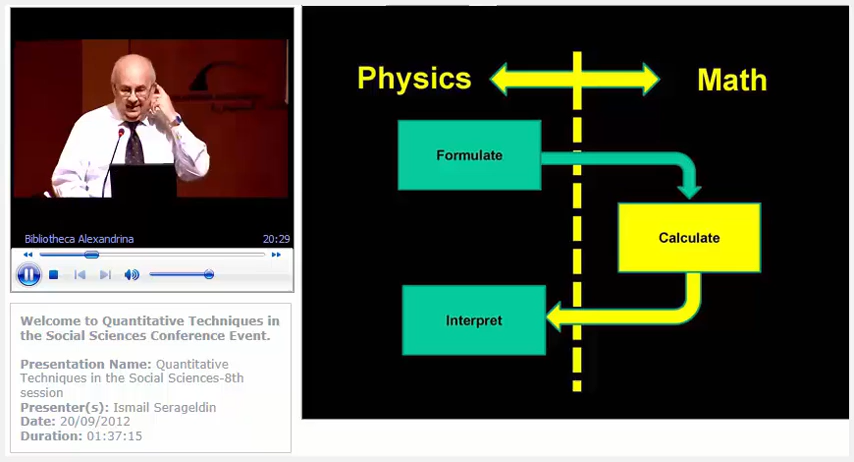 Bibliotheca Alexandrina 20:29
Welcome to Quantitative Techniques in
the Social Sciences Conference Event.
Presentation Name: Quantitative
Techniques in the Social Sciences-8th
session
Presenter(s): Ismail Serageldin
Date: 20/09/2012
Duration: 01:37:15
Physics Math
Formulate
Calculate
Interpret